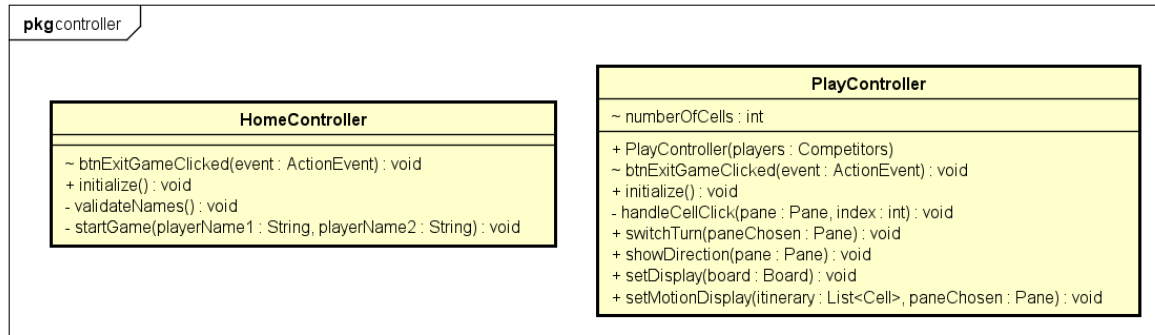 pkg controller
HomeController
~ btnExitGameClicked(event : ActionEvent) : void
+ initialize() : void
- validateNames() : void
- startGame(playerName1 : String, playerName2 : String) : void
PlayController
~ numberOfCells : int
+ PlayController(players : Competitors)
~ btnExitGameClicked(event : ActionEvent) : void
+ initialize() : void
- handleCellClick(pane : Pane, index : int) : void
+ switchTurn(paneChosen : Pane) : void
+ showDirection(pane : Pane) : void
+ setDisplay(board : Board) : void
+ setMotionDisplay(itinerary : List<Cell>, paneChosen : Pane) : void